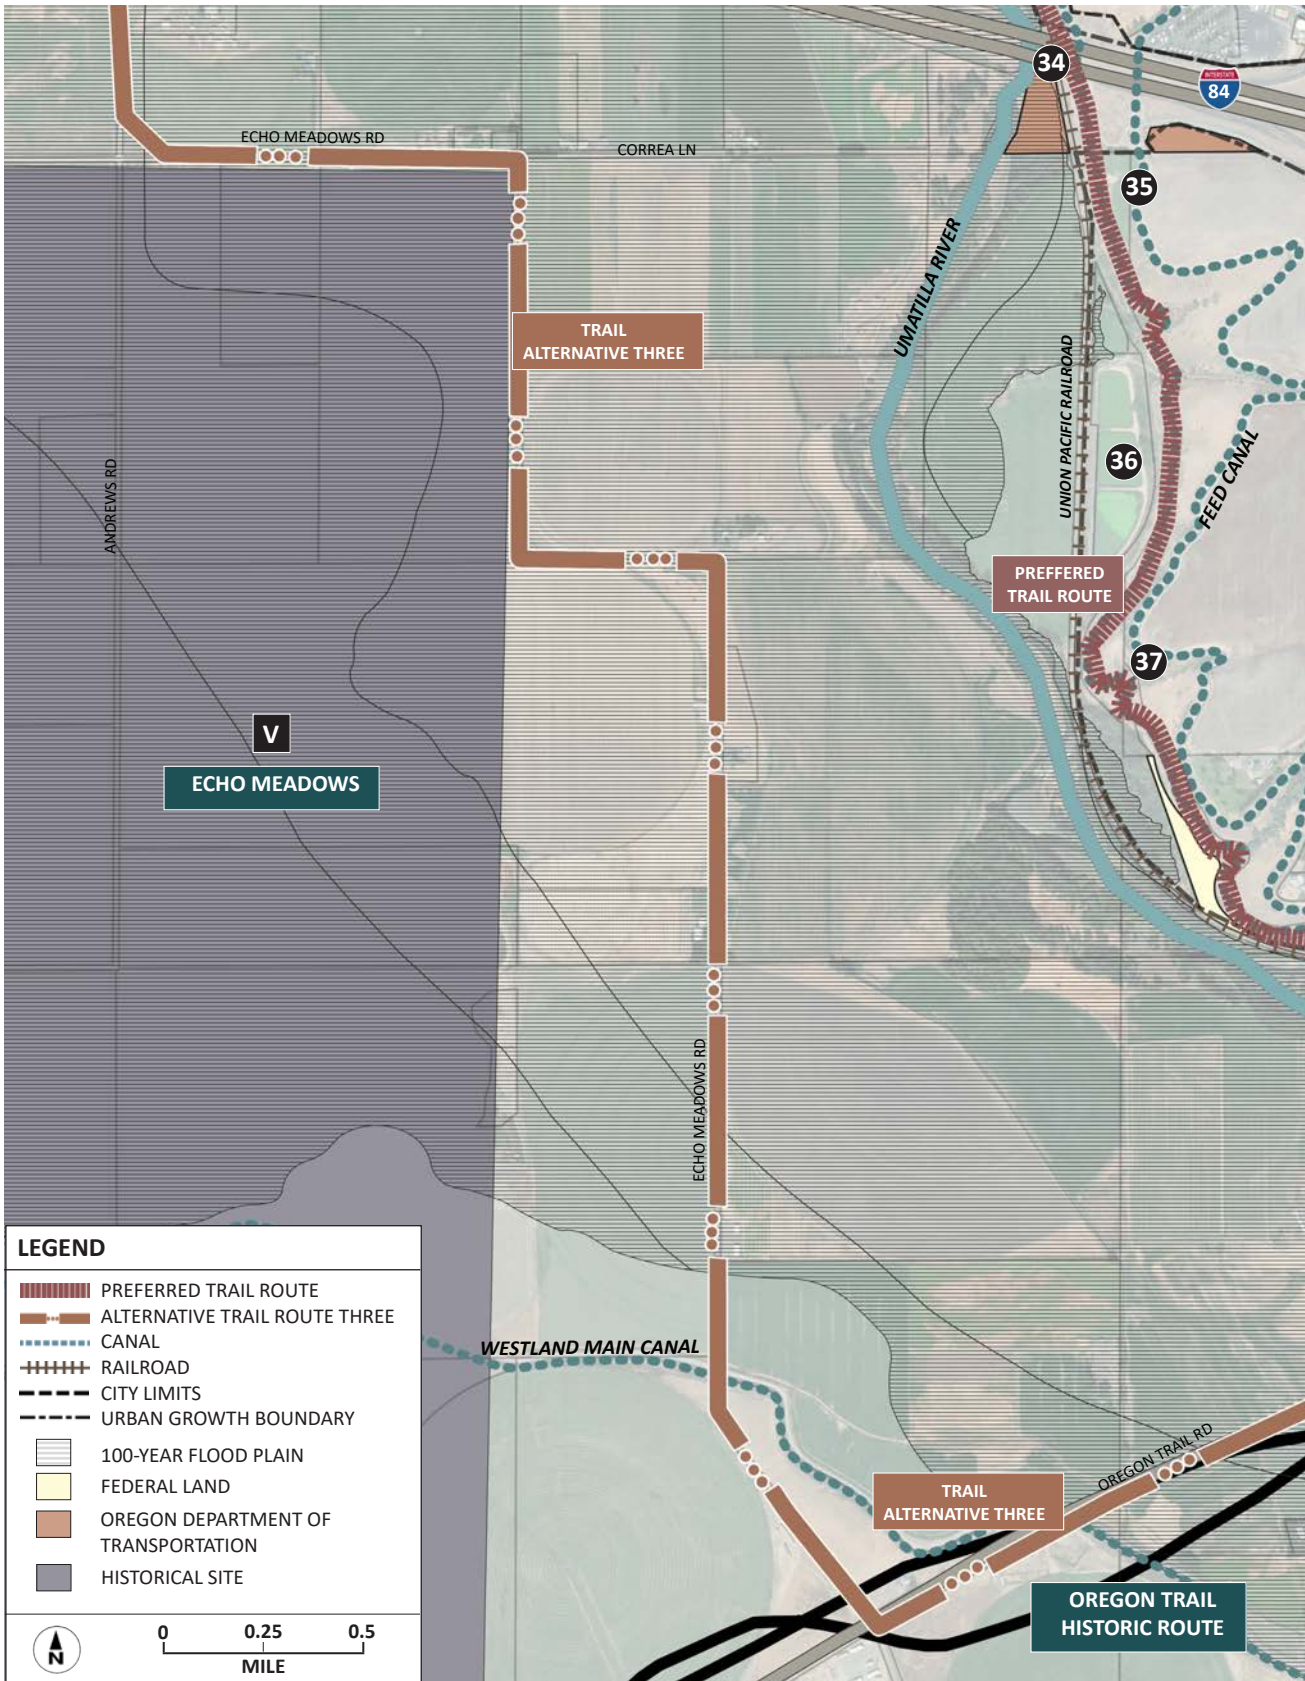 34
INTERSTATE
84
ECHO MEADOWS RD
CORREA LN
35
UMATILLA RIVER
TRAIL
ALTERNATIVE THREE
UNION PACIFIC RAILROAD
36
FEED CANAL
ANDREWS RD
PREFFERED
TRAIL ROUTE
37
V
ECHO MEADOWS
ECHO MEADOWS RD
WESTLAND MAIN CANAL
OREGON TRAIL RD
TRAIL
ALTERNATIVE THREE
OREGON TRAIL
HISTORIC ROUTE
LEGEND
PREFERRED TRAIL ROUTE
ALTERNATIVE TRAIL ROUTE THREE
CANAL
RAILROAD
CITY LIMITS
URBAN GROWTH BOUNDARY
100-YEAR FLOOD PLAIN
FEDERAL LAND
OREGON DEPARTMENT OF
TRANSPORTATION
HISTORICAL SITE
N
0 0.25 0.5
MILE